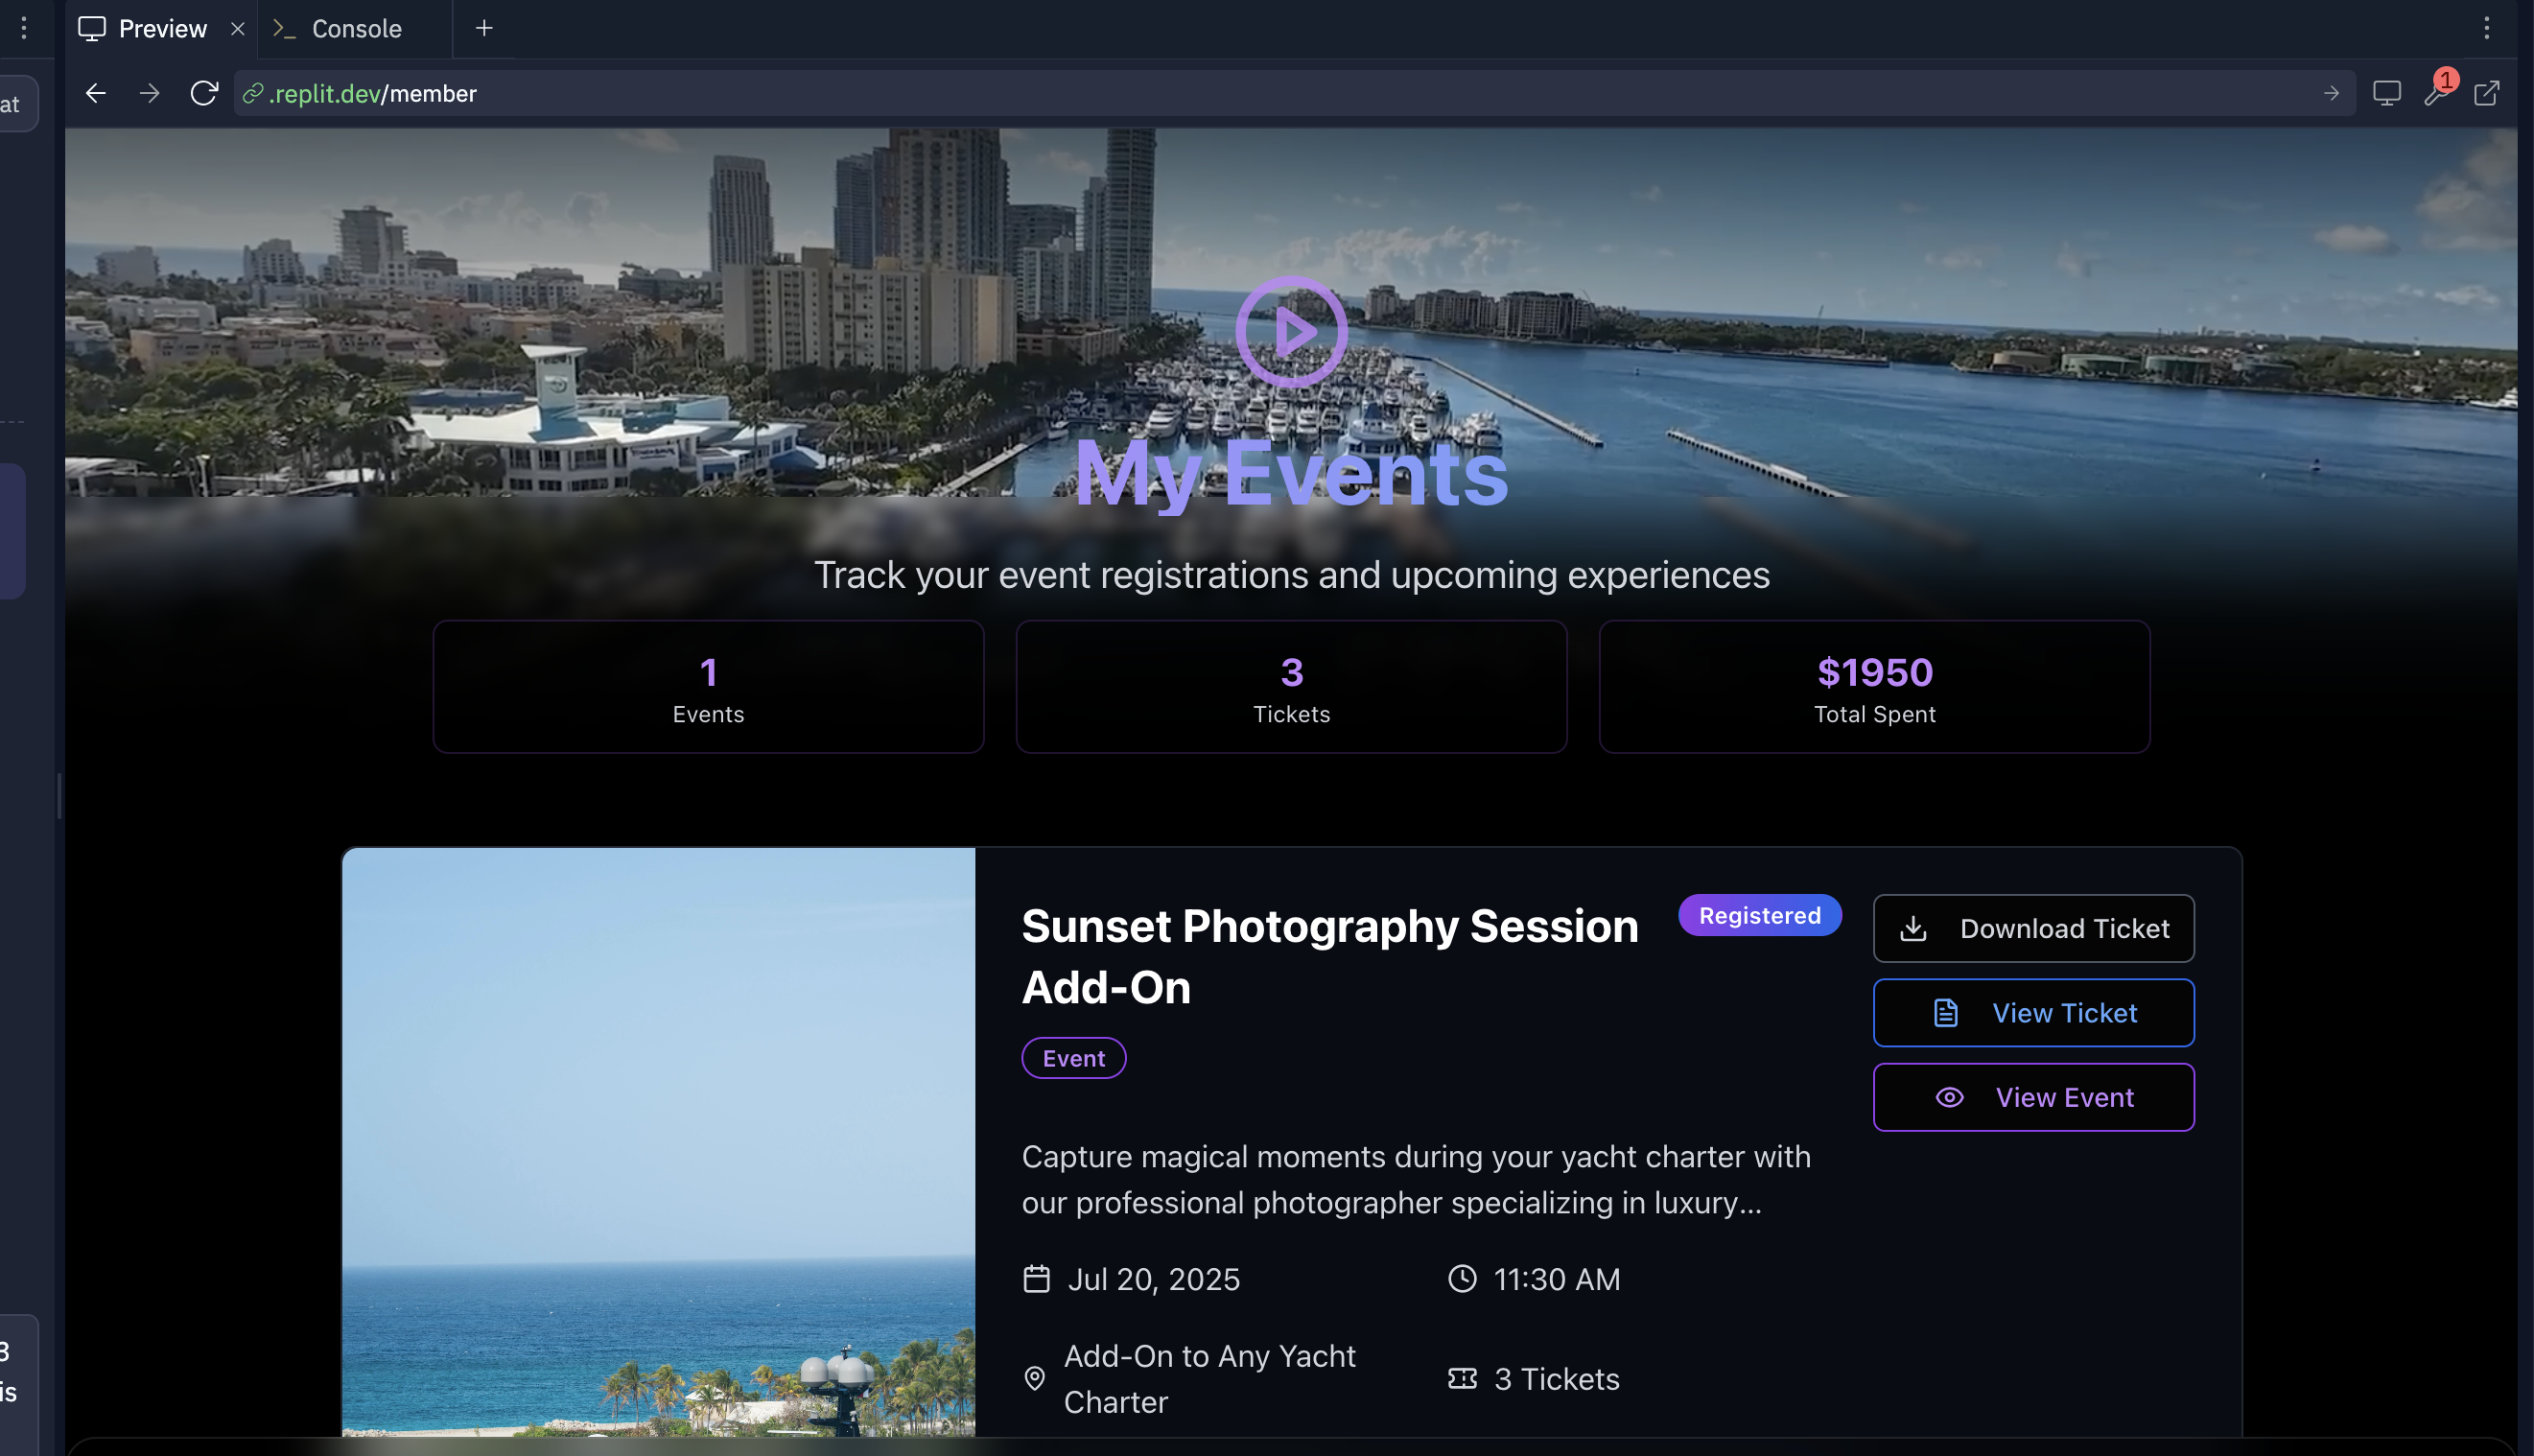 Preview
Console
at
.replit.dev/member
1
My Events
Track your event registrations and upcoming experiences
1
Events
3
Tickets
$1950
Total Spent
Sunset Photography Session
Add-On
Registered
Event
Download Ticket
View Ticket
View Event
Capture magical moments during your yacht charter with
our professional photographer specializing in luxury...
Jul 20, 2025
11:30 AM
Add-On to Any Yacht
Charter
3 Tickets
3
is